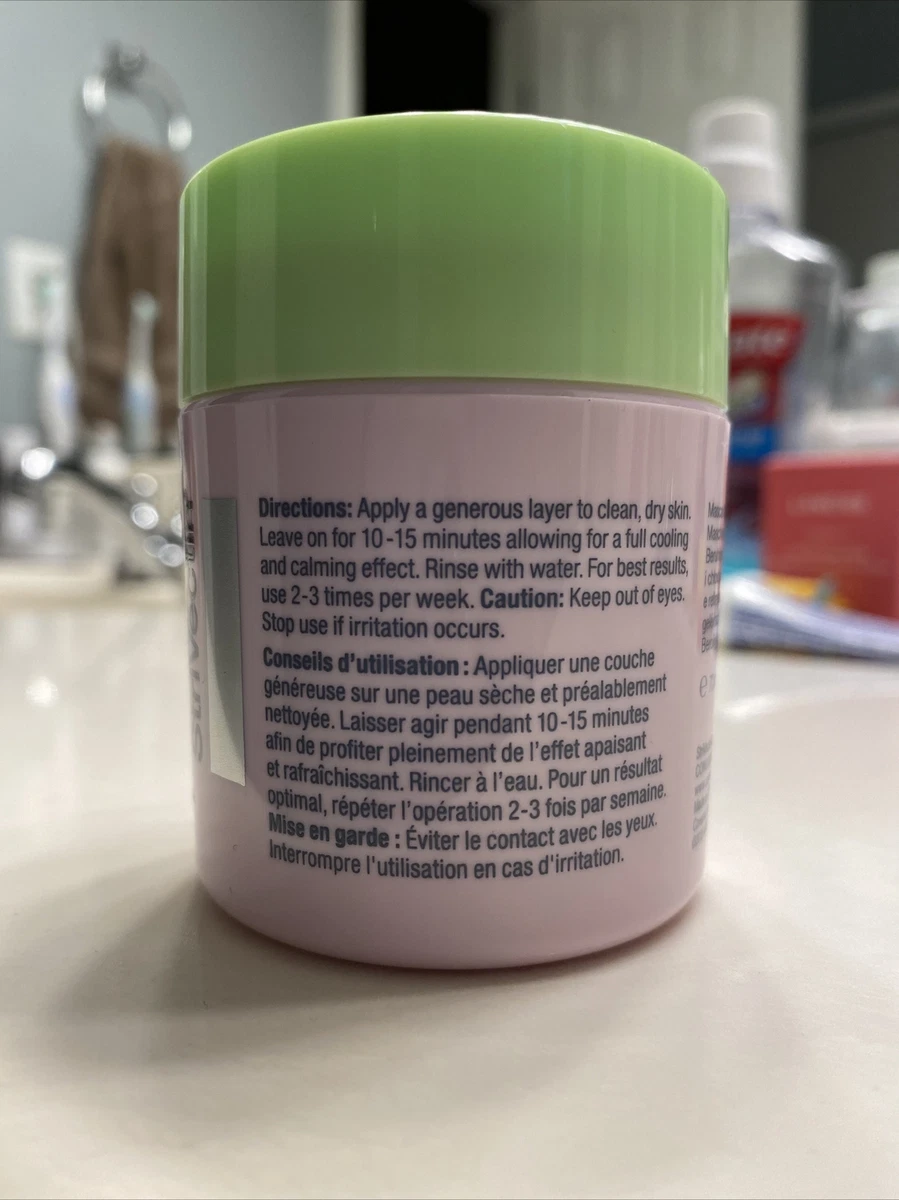 Directions: Apply a generous layer to clean, dry skin.
Leave on for 10-15 minutes allowing for a full cooling
and calming effect. Rinse with water. For best results,
use 2-3 times per week. Caution: Keep out of eyes.
Stop use if irritation occurs.
Conseils d'utilisation : Appliquer une couche
généreuse sur une peau sèche et préalablement
nettoyée. Laisser agir pendant 10-15 minutes
afin de profiter pleinement de l'effet apaisant
et rafraîchissant. Rincer à l'eau. Pour un résultat
optimal, répéter l'opération 2-3 fois par semaine.
Mise en garde : Éviter le contact avec les yeux.
Interrompre l'utilisation en cas d'irritation.